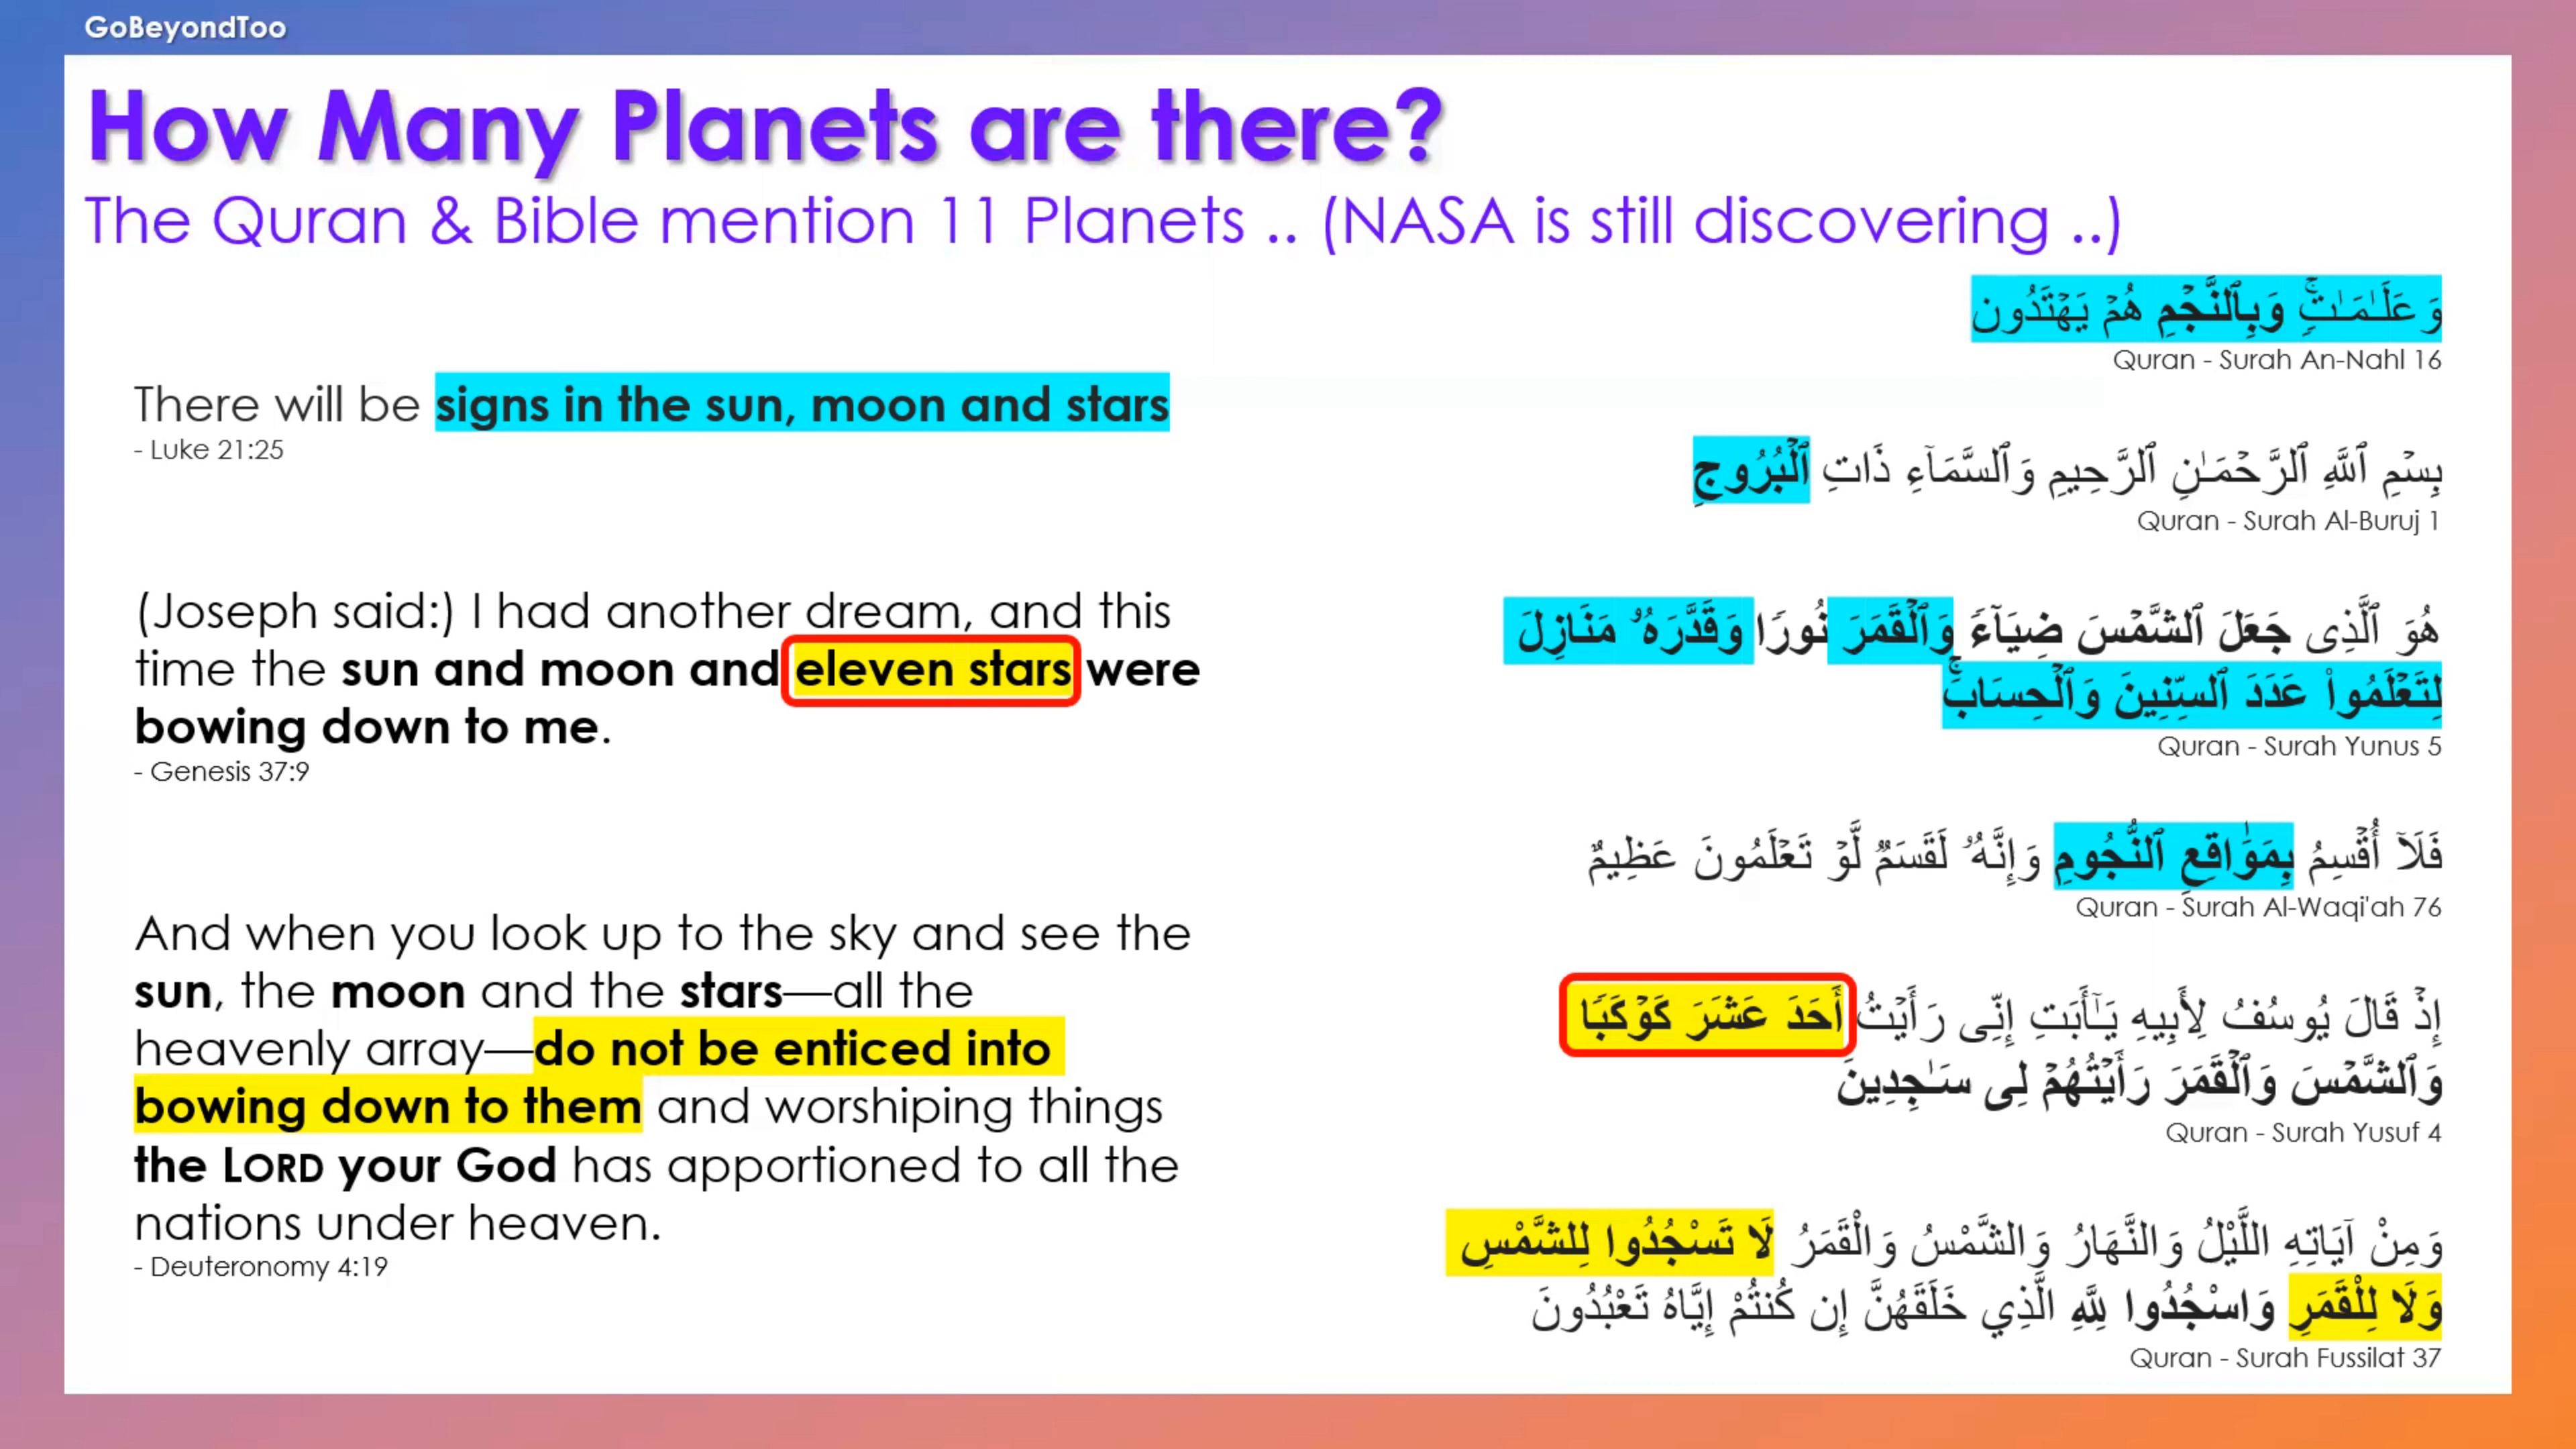 GoBeyondToo
How Many Planets are there?
The Quran & Bible mention 11 Planets .. (NASA is still discovering ..)
There will be signs in the sun, moon and stars
- Luke 21:25
(Joseph said:) I had another dream, and this
time the sun and moon and eleven stars were
bowing down to me.
- Genesis 37:9
And when you look up to the sky and see the
sun, the moon and the stars—all the
heavenly array—do not be enticed into
bowing down to them and worshiping things
the LORD your God has apportioned to all the
nations under heaven.
- Deuteronomy 4:19
وَعَلَـٰمَـٰتٍۚ وَبِٱلنَّجۡمِ هُمۡ يَهۡتَدُون
Quran - Surah An-Nahl 16
بِسۡمِ ٱللَّهِ ٱلرَّحۡمَـٰنِ ٱلرَّحِيمِ وَٱلسَّمَاۤءِ ذَاتِ ٱلۡبُرُوجِ
Quran - Surah Al-Buruj 1
هُوَ ٱلَّذِی جَعَلَ ٱلشَّمۡسَ ضِيَاۤءً وَٱلۡقَمَرَ نُورًا وَقَدَّرَهُۥ مَنَازِلَ
لِتَعۡلَمُوا۟ عَدَدَ ٱلسِّنِينَ وَٱلۡحِسَابَۚ
Quran - Surah Yunus 5
فَلَاۤ أُقۡسِمُ بِمَوَ ٰقِعِ ٱلنُّجُومِ وَإِنَّهُۥ لَقَسَمࣱ لَّوۡ تَعۡلَمُونَ عَظِيمٌ
Quran - Surah Al-Waqi'ah 76
إِذۡ قَالَ يُوسُفُ لِأَبِيهِ يَـٰۤأَبَتِ إِنِّی رَأَيۡتُ أَحَدَ عَشَرَ كَوۡكَبࣰا
وَٱلشَّمۡسَ وَٱلۡقَمَرَ رَأَيۡتُهُمۡ لِی سَـٰجِدِينَ
Quran - Surah Yusuf 4
وَمِنْ آيَاتِهِ اللَّيْلُ وَالنَّهَارُ وَالشَّمْسُ وَالْقَمَرُ لَا تَسْجُدُوا لِلشَّمْسِ
وَلَا لِلْقَمَرِ وَاسْجُدُوا لِلَّهِ الَّذِي خَلَقَهُنَّ إِن كُنتُمْ إِيَّاهُ تَعْبُدُونَ
Quran - Surah Fussilat 37